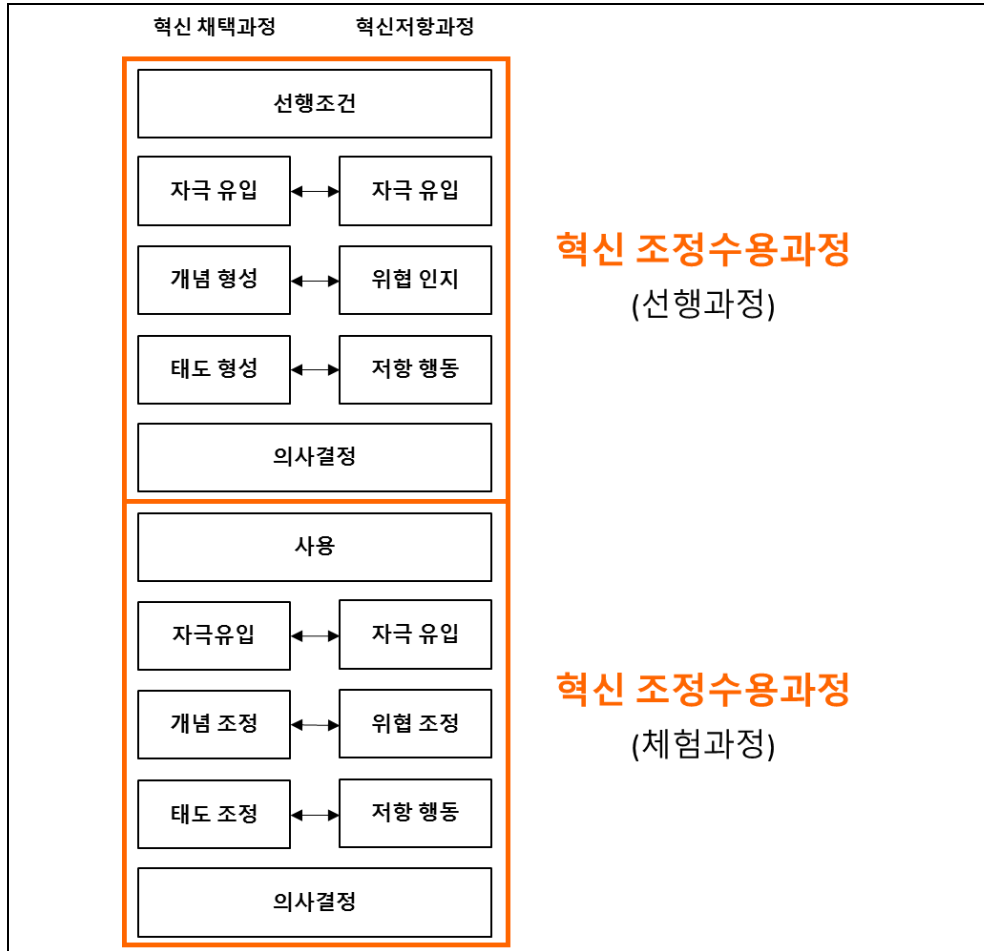 혁신 채택과정 혁신저항과정
선행조건
자극 유입 자극 유입
개념 형성 위협 인지
태도 형성 저항 행동
의사결정
혁신 조정수용과정
(선행과정)
사용
자극유입 자극 유입
개념 조정 위협 조정
태도 조정 저항 행동
의사결정
혁신 조정수용과정
(체험과정)